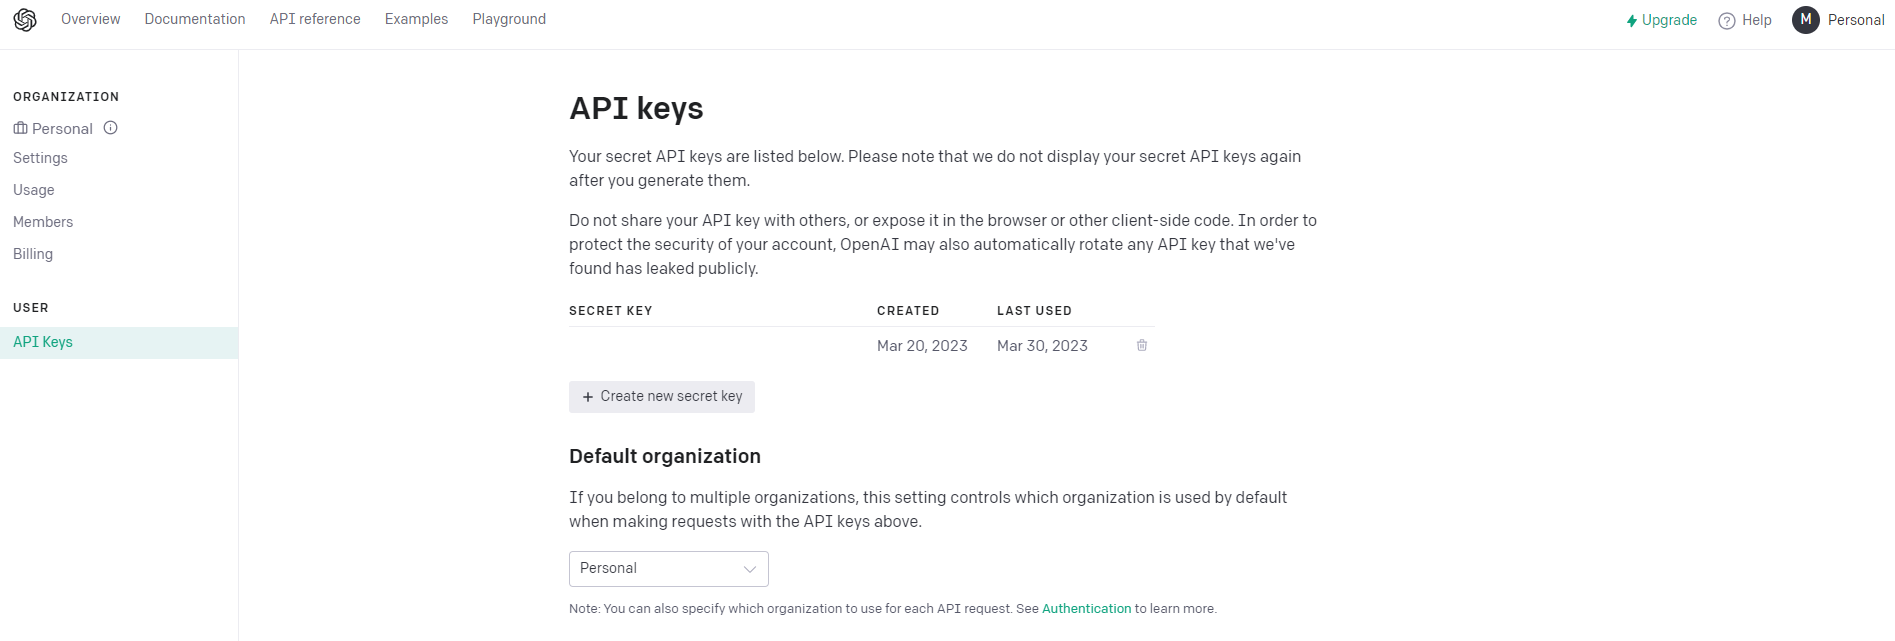 Overview Documentation API reference Examples Playground Upgrade Help M Personal
ORGANIZATION
Personal
Settings
Usage
Members
Billing
USER
API Keys
API keys
Your secret API keys are listed below. Please note that we do not display your secret API keys again
after you generate them.
Do not share your API key with others, or expose it in the browser or other client-side code. In order to
protect the security of your account, OpenAI may also automatically rotate any API key that we've
found has leaked publicly.
SECRET KEY CREATED LAST USED
Mar 20, 2023 Mar 30, 2023
+ Create new secret key
Default organization
If you belong to multiple organizations, this setting controls which organization is used by default
when making requests with the API keys above.
Personal
Note: You can also specify which organization to use for each API request. See Authentication to learn more.